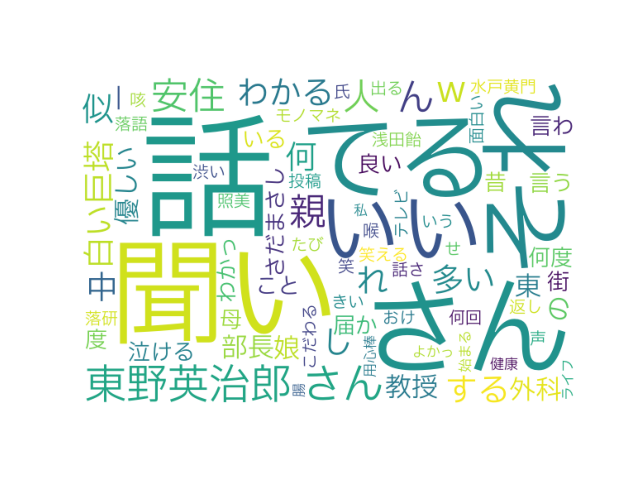 話
聞い
てる
いい
さん
ひそ
東野英治郎
さん
安住
わかる
人
ん
w
氏
出る
水戸黄門
咳
似
ー
落語
モノマネ
いる
何
浅田飴
面白い
言わ
白い巨塔
優しい
渋い
照美
さだまさし
投稿
親
良い
昔
言う
中
わかっ
こ
と
たび
私
喉
テレビ
いう
笑える
せ
笑
れ
話さ
多い
東
何度
街
の
落研
度
母
泣ける
部長
娘
こだわる
きい
届か
し
おけ
何回
返し
声
用心棒
よかっ
始まる
腸
教授
する
外科
健康
ライフ